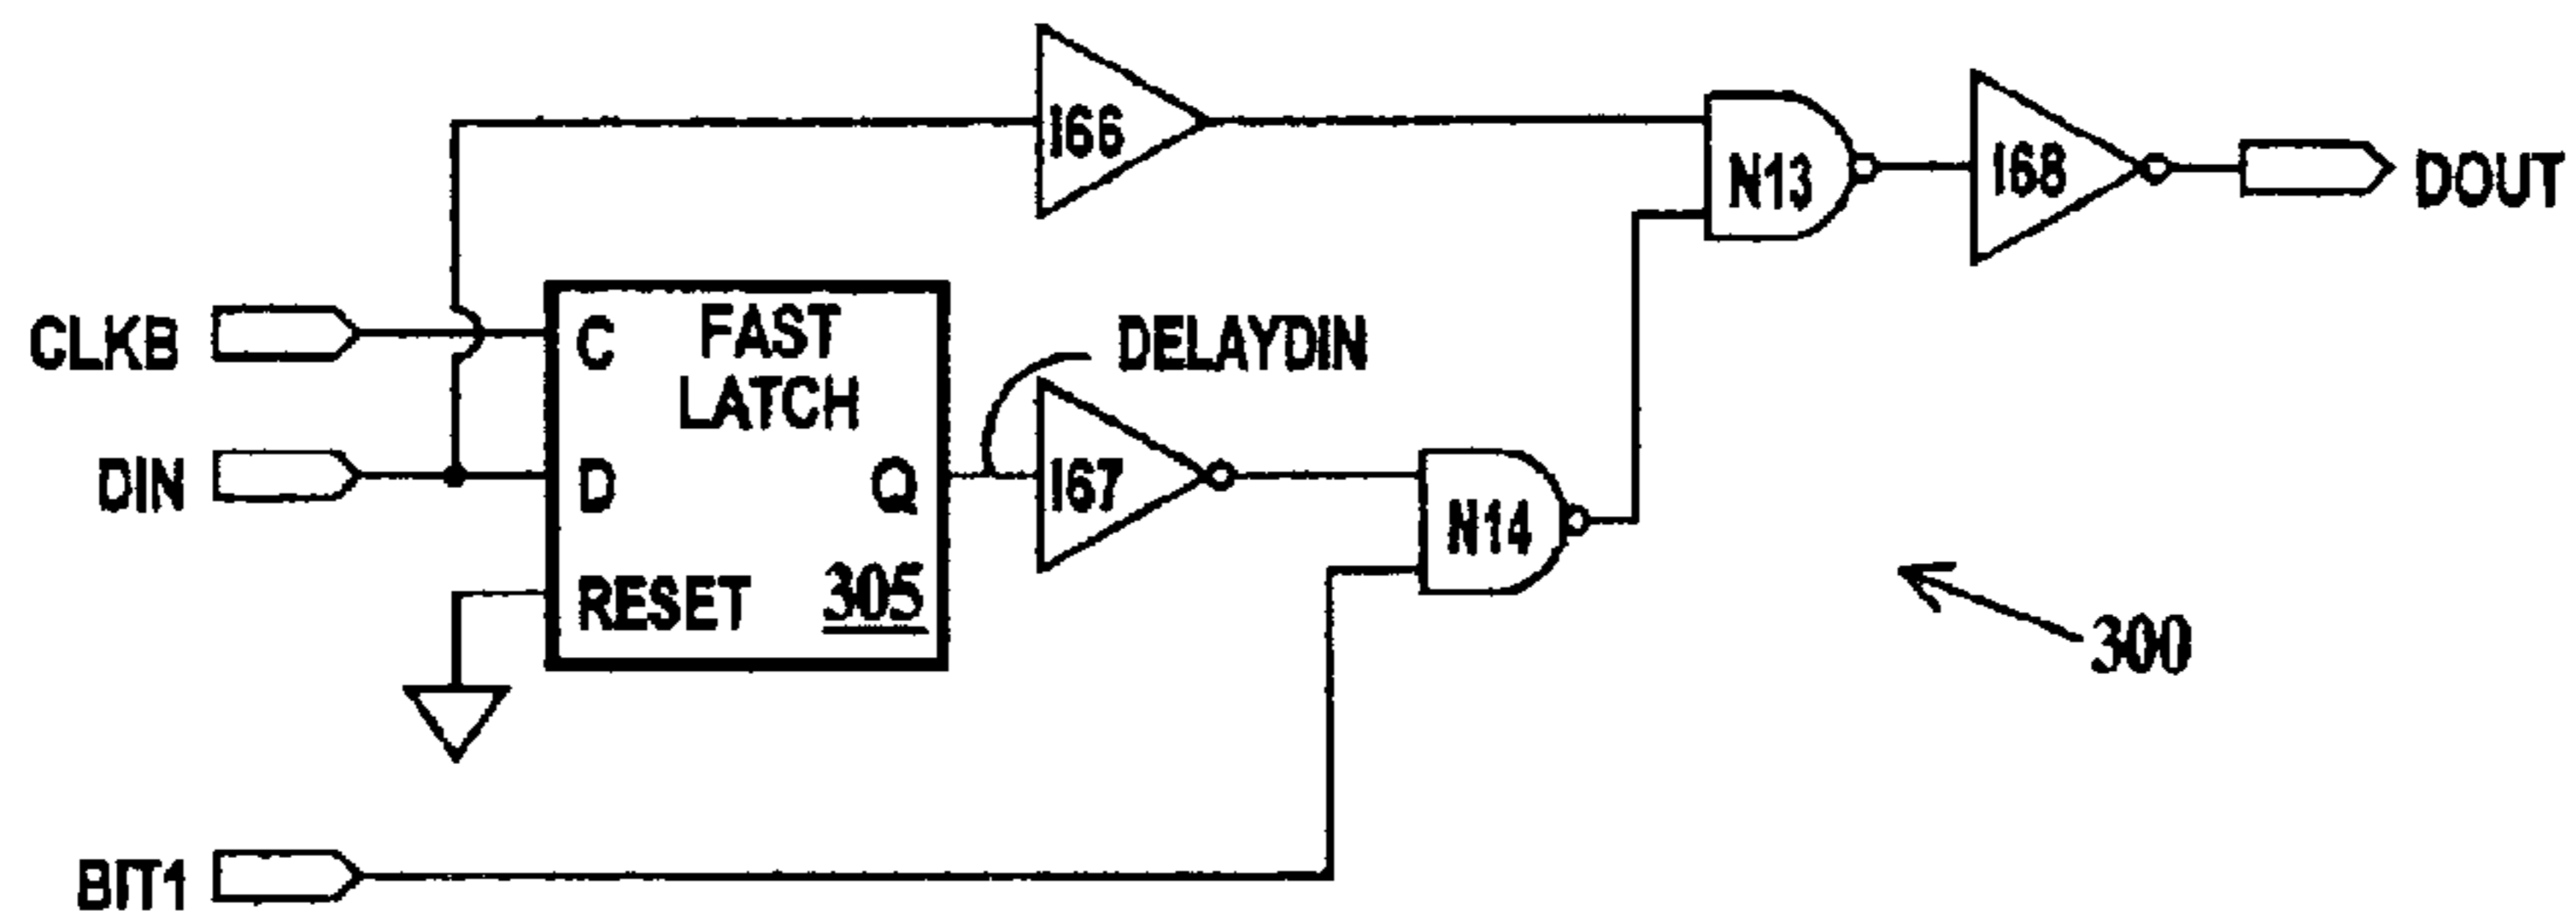 I66
N13
I68
DOUT
CLKB
C
FAST
LATCH
DELAYDIN
DIN
D
Q
I67
N14
RESET
305
300
BIT1